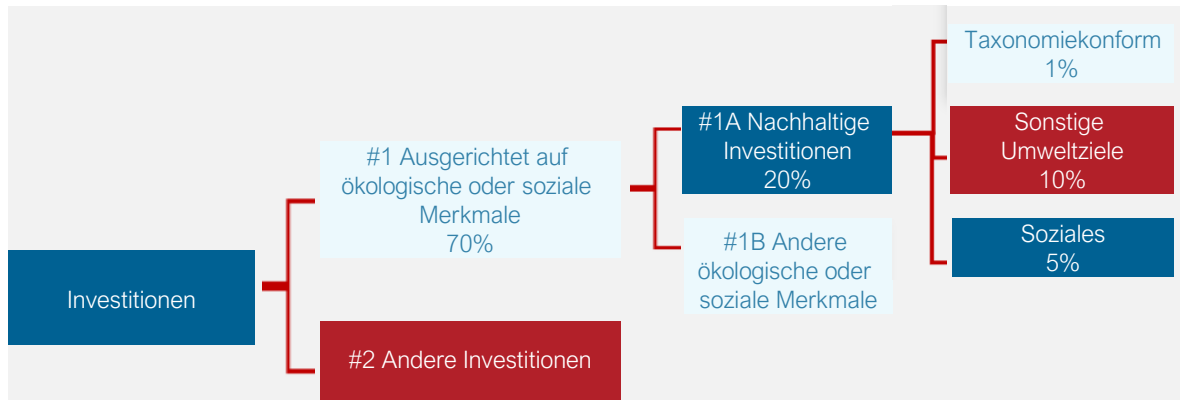 Investitionen
#1 Ausgerichtet auf
ökologische oder soziale
Merkmale
70%
#2 Andere Investitionen
#1A Nachhaltige
Investitionen
20%
#1B Andere
ökologische oder
soziale Merkmale
Taxonomiekonform
1%
Sonstige
Umweltziele
10%
Soziales
5%